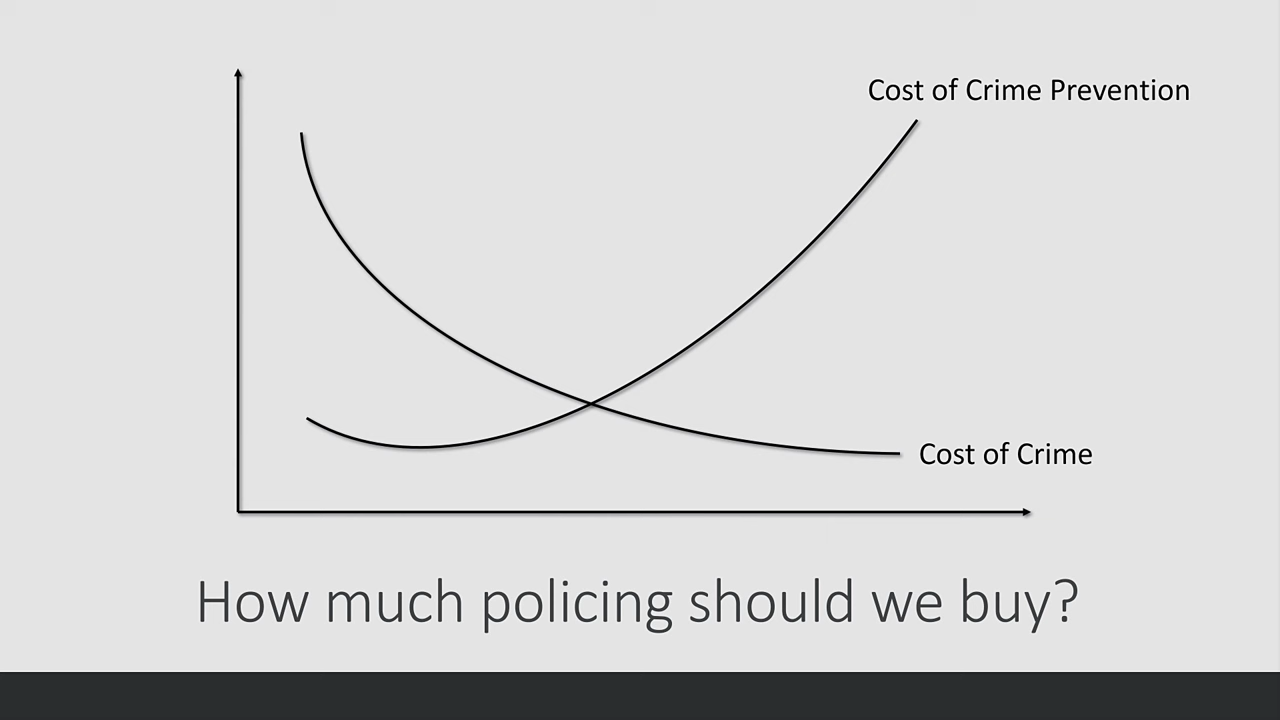 Cost of Crime Prevention
Cost of Crime
How much policing should we buy?